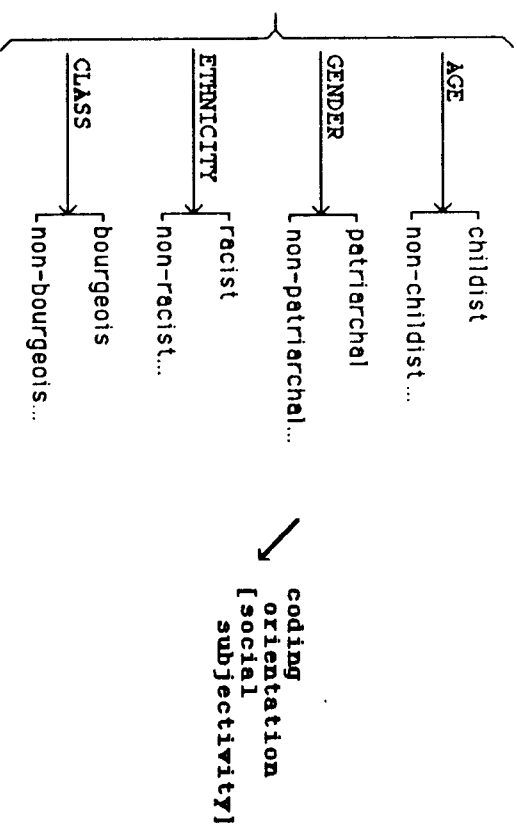 AGE
childist
non-childist....
GENDER
patriarchal
non-patriarchal...
ETHNICITY
racist
non-racist...
CLASS
bourgeois
non-bourgeois...
coding
orientation
[social
subjectivity]